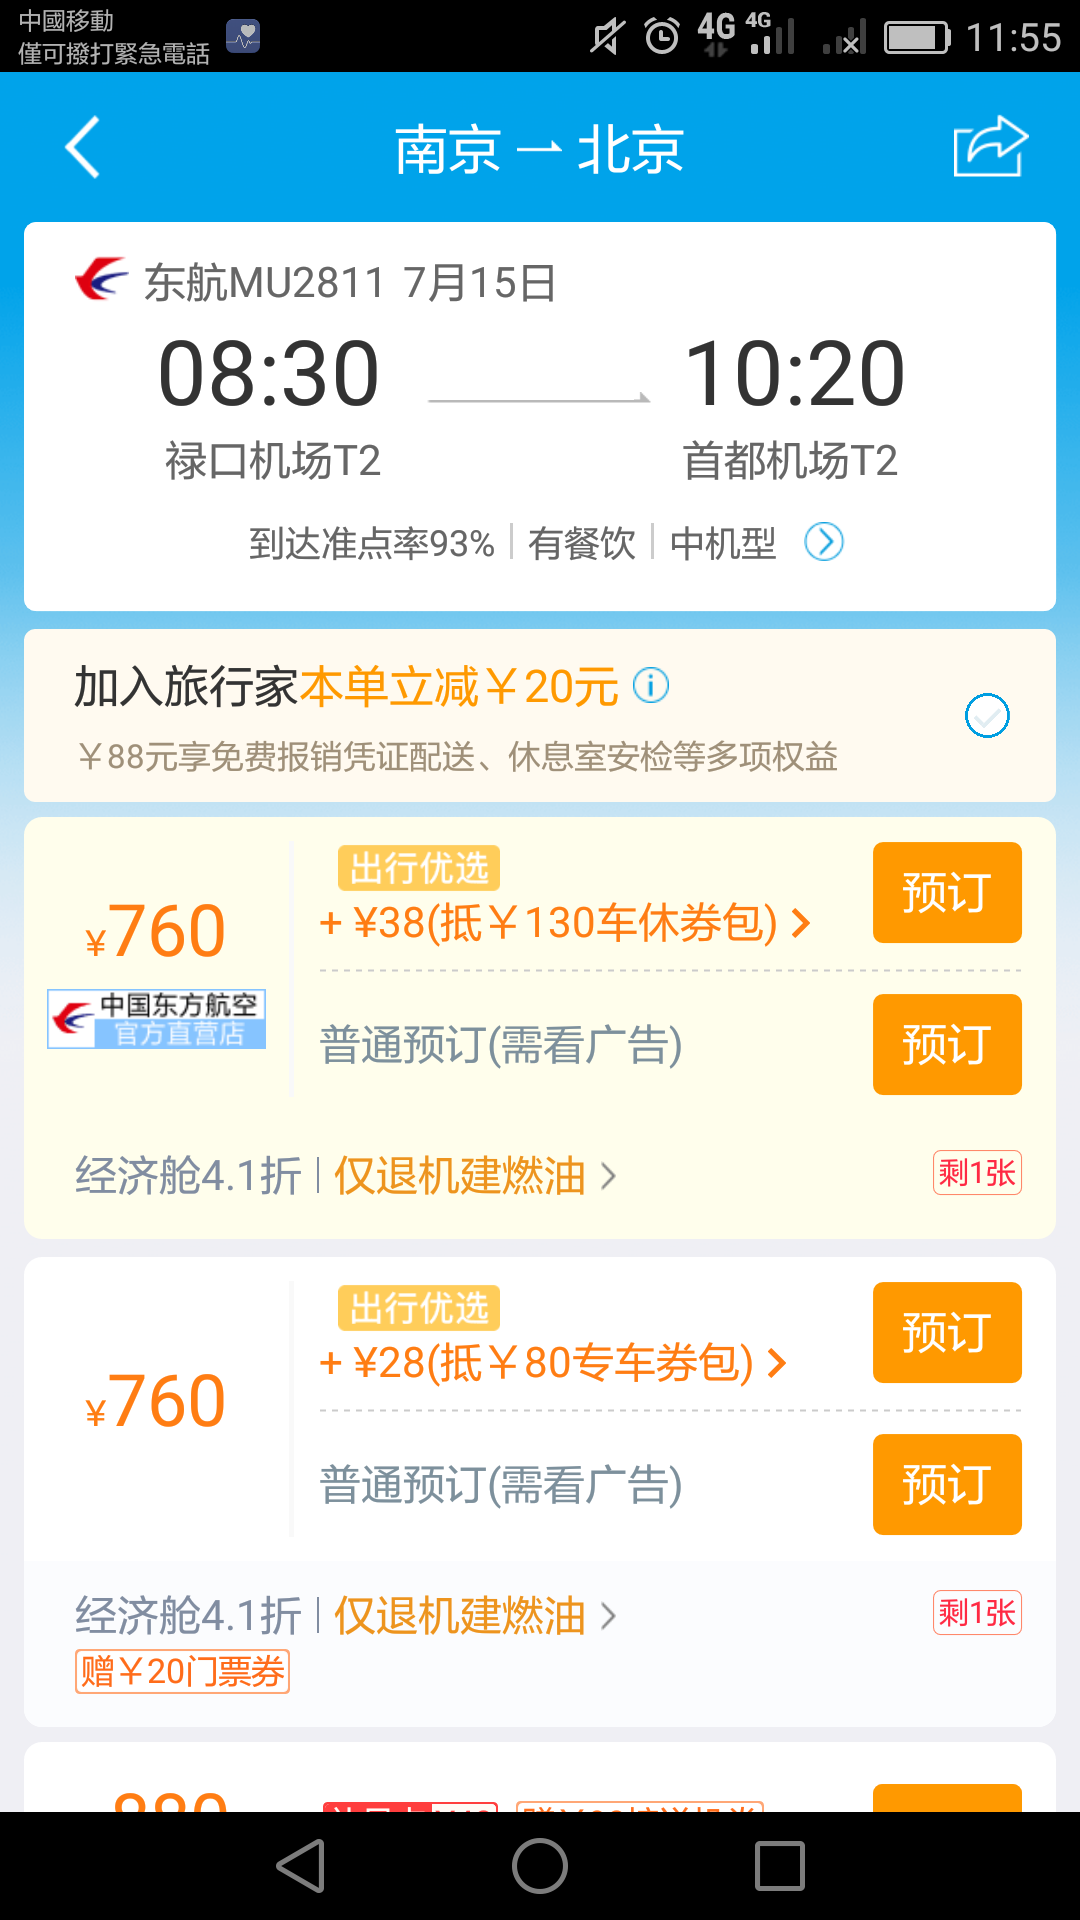 中國移動
僅可撥打緊急電話
4G 4G 11:55
南京 北京
东航MU2811 7月15日
08:30 10:20
禄口机场T2 首都机场T2
到达准点率93% 有餐饮 中机型
加入旅行家本单立减￥20元
￥88元享免费报销凭证配送、休息室安检等多项权益
出行优选
+ ¥38(抵￥130车休券包) 预订
¥760
中国东方航空
官方直营店
普通预订(需看广告) 预订
经济舱4.1折 仅退机建燃油 剩1张
出行优选
+ ¥28(抵￥80专车券包) 预订
¥760
普通预订(需看广告) 预订
经济舱4.1折 仅退机建燃油 剩1张
赠￥20门票券